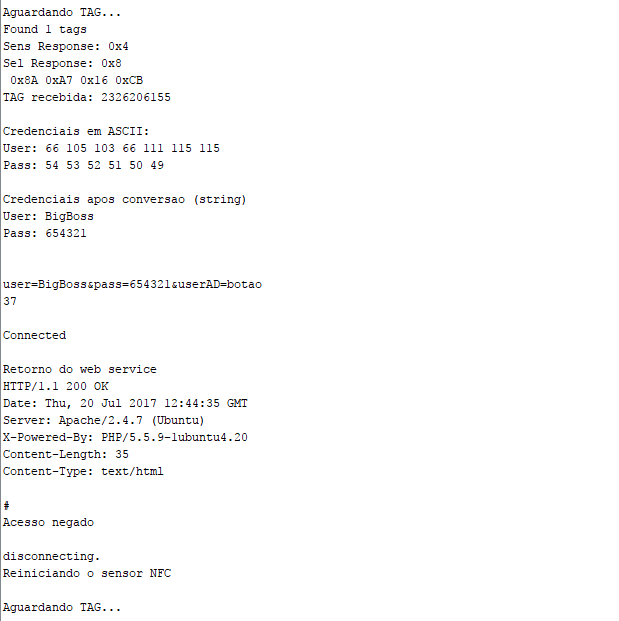 Aguardando TAG...
Found 1 tags
Sens Response: 0x4
Sel Response: 0x8
0x8A 0xA7 0x16 0xCB
TAG recebida: 2326206155
Credenciais em ASCII:
User: 66 105 103 66 111 115 115
Pass: 54 53 52 51 50 49
Credenciais apos conversao (string)
User: BigBoss
Pass: 654321
user=BigBoss&pass=654321&userAD=botao
37
Connected
Retorno do web service
HTTP/1.1 200 OK
Date: Thu, 20 Jul 2017 12:44:35 GMT
Server: Apache/2.4.7 (Ubuntu)
X-Powered-By: PHP/5.5.9-1ubuntu4.20
Content-Length: 35
Content-Type: text/html
#
Acesso negado
disconnecting.
Reiniciando o sensor NFC
Aguardando TAG...